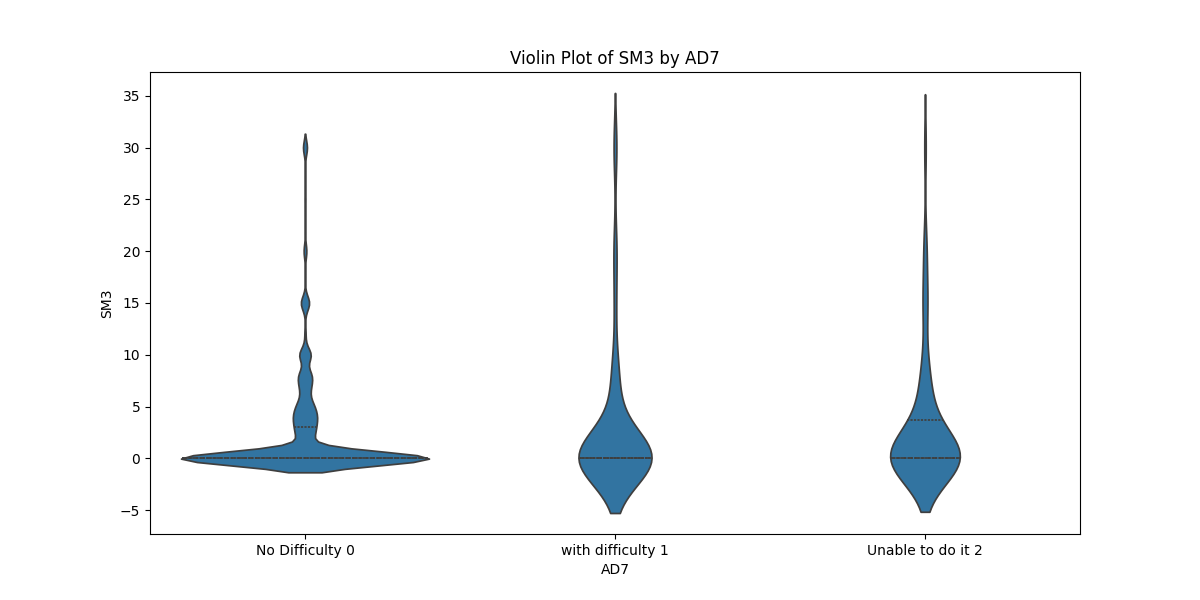 Violin Plot of SM3 by AD7
35
30
25
20
15
10
5
0
−5
SM3
No Difficulty 0
with difficulty 1
Unable to do it 2
AD7